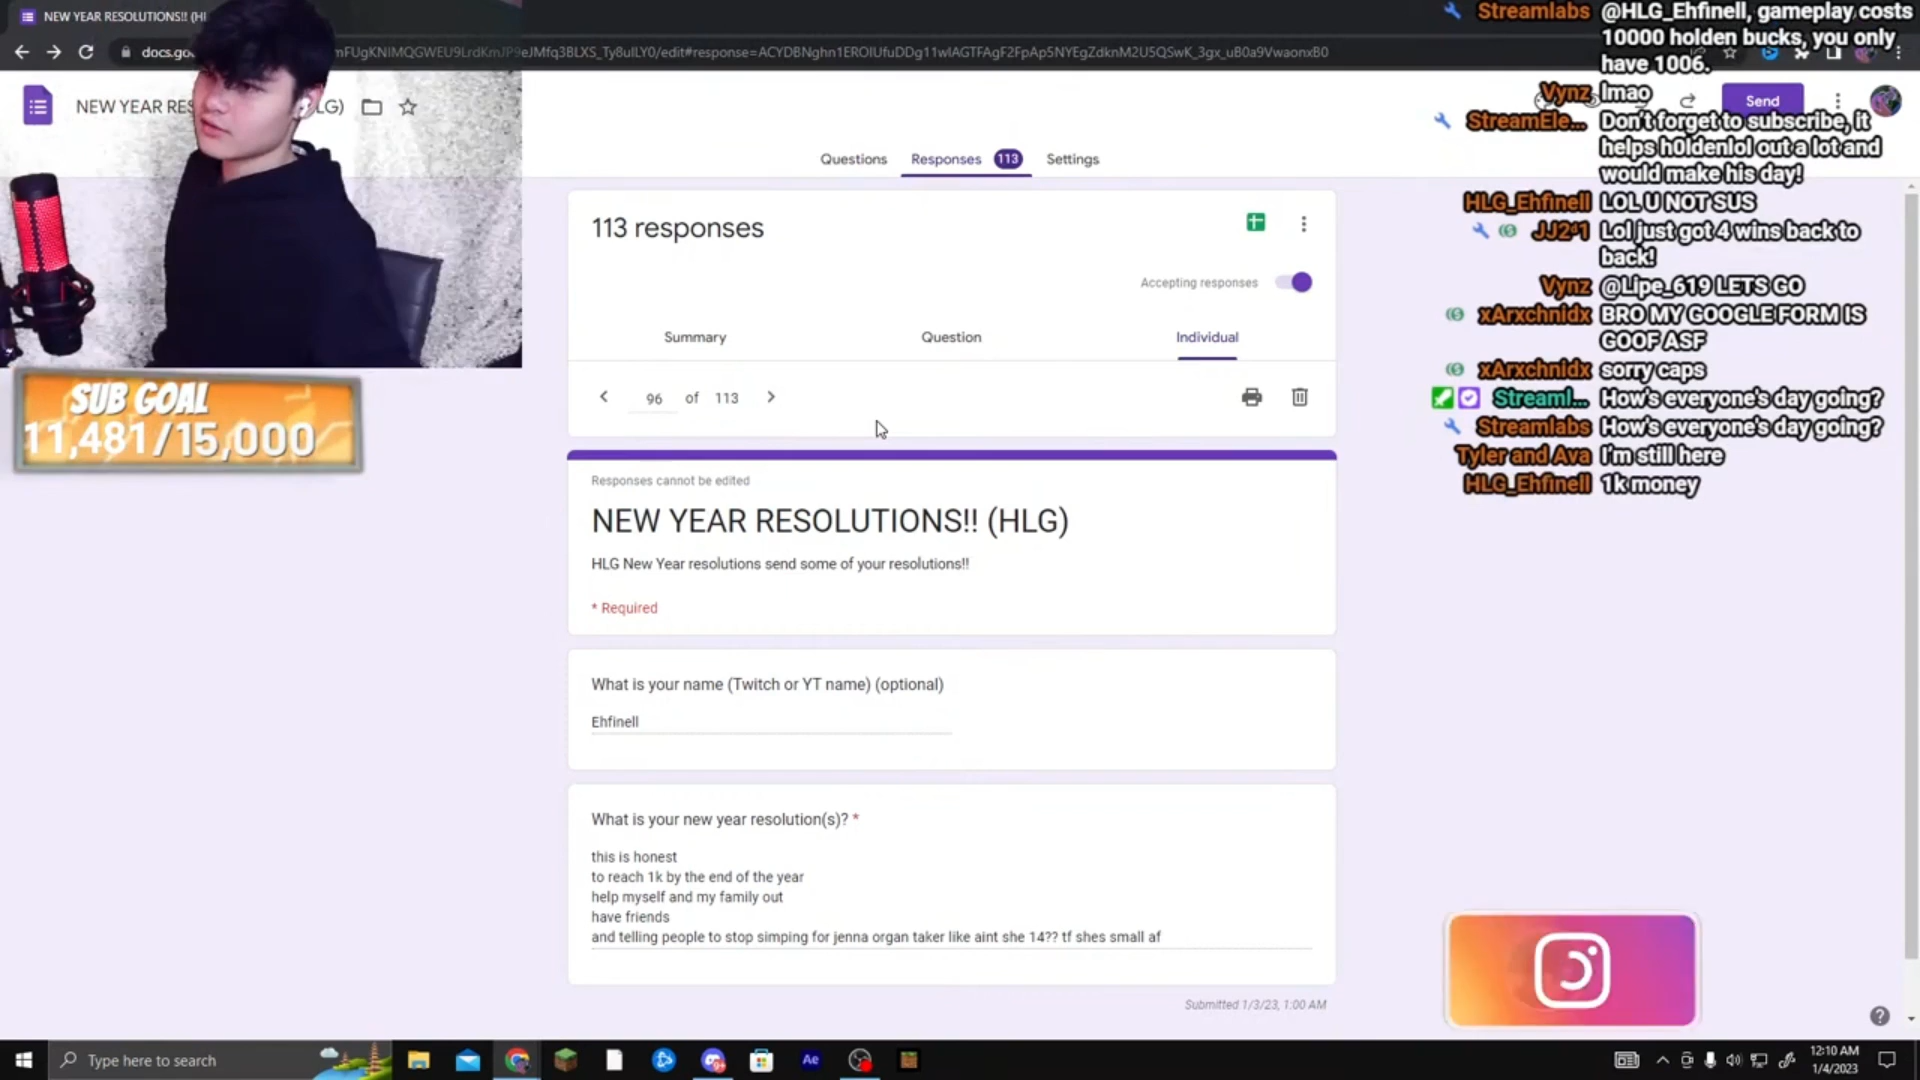 NEW YEAR RESOLUTIONS!! (HL
docs.go
mFUgKNIMQGWEU9LrdKmJP9eJMfq3BLXS_Ty8uILY0/edit#response=ACYDBNghn1EROIUfuDDg11wIAGTFAgF2FpAp5NYEgZdknM2U5QSwK_3gx_uB0a9VwaonxB0
NEW YEAR RES
LG)
Send
Questions
Responses
113
Settings
113 responses
Accepting responses
Summary
Question
Individual
96 of 113
Responses cannot be edited
NEW YEAR RESOLUTIONS!! (HLG)
HLG New Year resolutions send some of your resolutions!!
* Required
What is your name (Twitch or YT name) (optional)
Ehfinell
What is your new year resolution(s)? *
this is honest
to reach 1k by the end of the year
help myself and my family out
have friends
and telling people to stop simping for jenna organ taker like aint she 14?? tf shes small af
Submitted 1/3/23, 1:00 AM
SUB GOAL
11,481/15,000
Streamlabs @HLG_Ehfinell, gameplay costs
10000 holden bucks, you only
have 1006.
Vynz lmao
StreamEle... Don't forget to subscribe, it
helps h0ldenlol out a lot and
would make his day!
HLG_Ehfinell LOL U NOT SUS
JJ2ᵈ1 Lol just got 4 wins back to
back!
Vynz @Lipe_619 LETS GO
xArxchnidx BRO MY GOOGLE FORM IS
GOOF ASF
xArxchnidx sorry caps
Streaml... How's everyone's day going?
Streamlabs How's everyone's day going?
Tyler and Ava I'm still here
HLG_Ehfinell 1k money
Type here to search
Ae
12:10 AM
1/4/2023